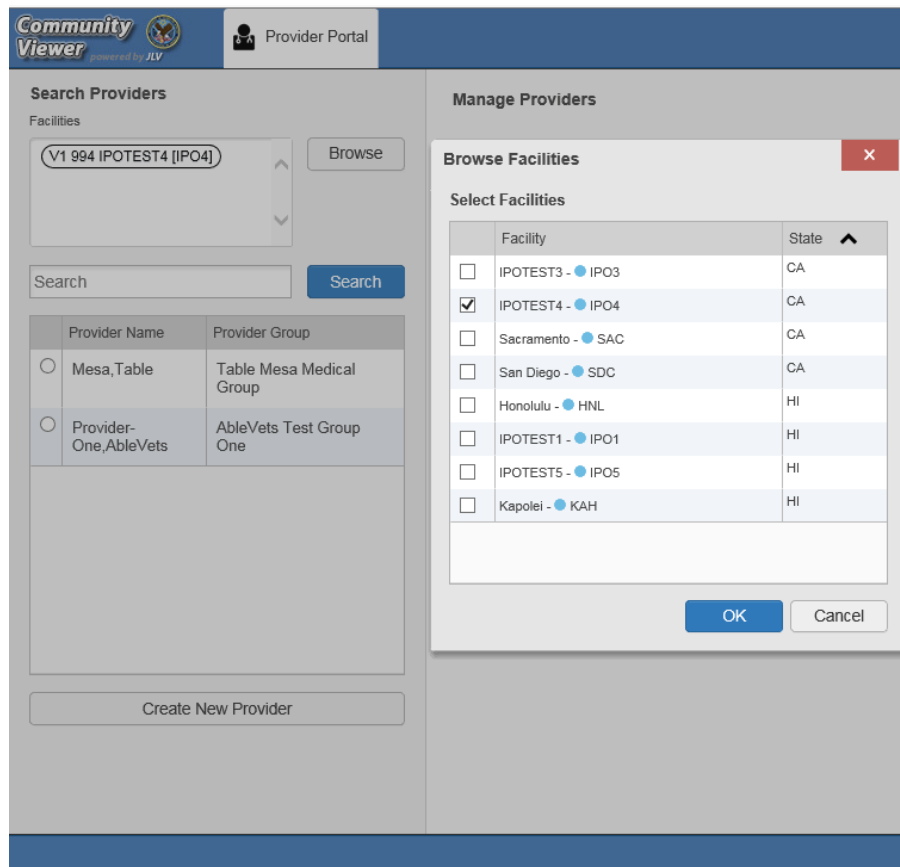 Community
Viewer powered by JLV
Provider Portal
Search Providers
Facilities
V1 994 IPOTEST4 [IPO4]
Browse
Search
Search
Provider Name
Provider Group
Mesa,Table
Table Mesa Medical
Group
Provider-
One,AbleVets
AbleVets Test Group
One
Create New Provider
Manage Providers
Browse Facilities
Select Facilities
Facility
State
IPOTEST3 - IPO3
CA
IPOTEST4 - IPO4
CA
Sacramento - SAC
CA
San Diego - SDC
CA
Honolulu - HNL
HI
IPOTEST1 - IPO1
HI
IPOTEST5 - IPO5
HI
Kapolei - KAH
HI
OK
Cancel